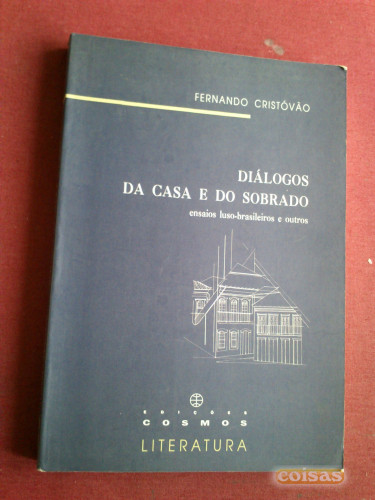 FERNANDO CRISTÓVÃO
DIÁLOGOS
DA CASA E DO SOBRADO
ensaios luso-brasileiros e outros
EDIÇÕES
COSMOS
LITERATURA
coisas